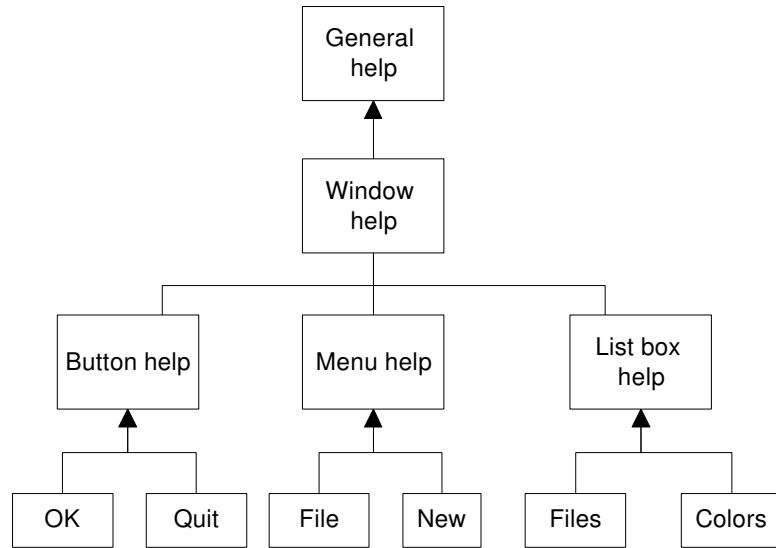 General
help
Window
help
Button help
Menu help
List box
help
OK
Quit
File
New
Files
Colors